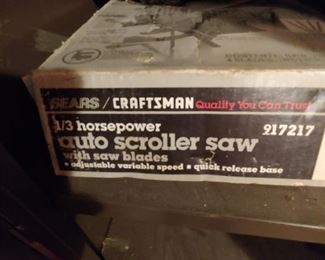 SEARS / CRAFTSMAN Quality You Can Trust
1/3 horsepower 917217
auto scroller saw
with saw blades
• adjustable variable speed • quick release base